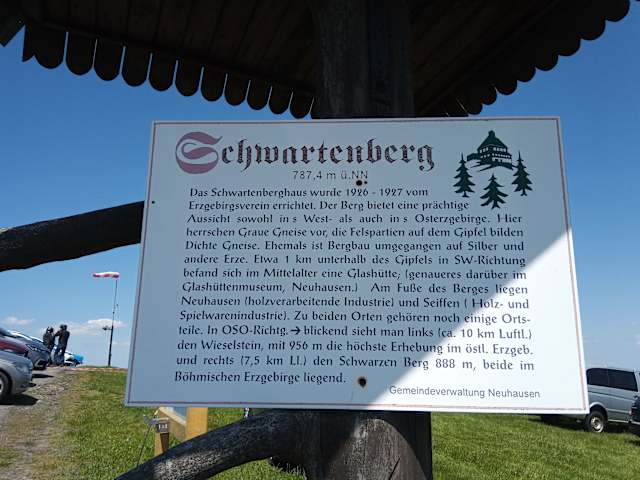 Schwartenberg
787,4 m ü.NN
Das Schwartenberghaus wurde 1926 - 1927 vom
Erzgebirgsverein errichtet. Der Berg bietet eine prächtige
Aussicht sowohl in s West- als auch in s Osterzgebirge. Hier
herrschen Graue Gneise vor, die Felspartien auf dem Gipfel bilden
Dichte Gneise. Ehemals ist Bergbau umgegangen auf Silber und
andere Erze. Etwa 1 km unterhalb des Gipfels in SW-Richtung
befand sich im Mittelalter eine Glashütte; (genaueres darüber im
Glashüttenmuseum, Neuhausen.) Am Fuße des Berges liegen
Neuhausen (holzverarbeitende Industrie) und Seiffen ( Holz- und
Spielwarenindustrie). Zu beiden Orten gehören noch einige Orts-
teile. In OSO-Richtg. → blickend sieht man links (ca. 10 km Luftl.)
den Wieselstein, mit 956 m die höchste Erhebung im östl. Erzgeb.
und rechts (7,5 km Ll.) den Schwarzen Berg 888 m, beide im
Böhmischen Erzgebirge liegend.
Gemeindeverwaltung Neuhausen